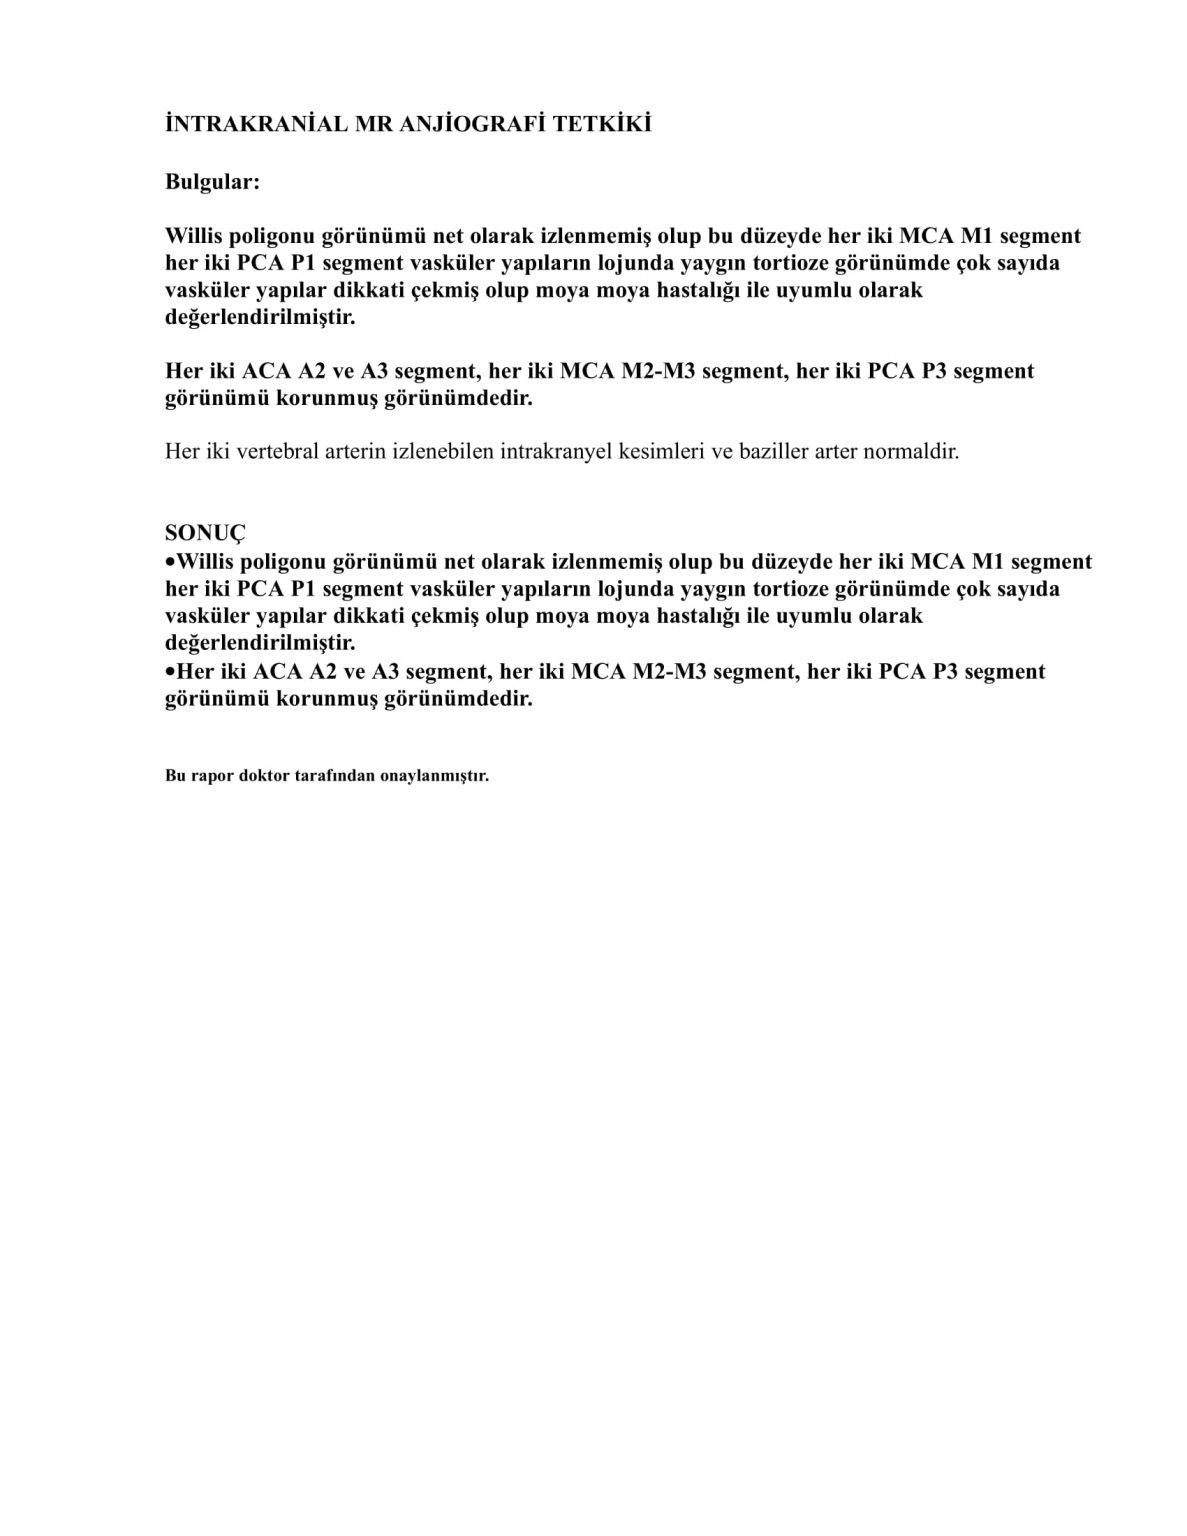 İNTRAKRANİAL MR ANJİOGRAFİ TETKİKİ
Bulgular:
Willis poligonu görünümü net olarak izlenmemiş olup bu düzeyde her iki MCA M1 segment
her iki PCA P1 segment vasküler yapıların lojunda yaygın tortioze görünümde çok sayıda
vasküler yapılar dikkati çekmiş olup moya moya hastalığı ile uyumlu olarak
değerlendirilmiştir.
Her iki ACA A2 ve A3 segment, her iki MCA M2-M3 segment, her iki PCA P3 segment
görünümü korunmuş görünümdedir.
Her iki vertebral arterin izlenebilen intrakranyel kesimleri ve baziller arter normaldir.
SONUÇ
•Willis poligonu görünümü net olarak izlenmemiş olup bu düzeyde her iki MCA M1 segment
her iki PCA P1 segment vasküler yapıların lojunda yaygın tortioze görünümde çok sayıda
vasküler yapılar dikkati çekmiş olup moya moya hastalığı ile uyumlu olarak
değerlendirilmiştir.
•Her iki ACA A2 ve A3 segment, her iki MCA M2-M3 segment, her iki PCA P3 segment
görünümü korunmuş görünümdedir.
Bu rapor doktor tarafından onaylanmıştır.